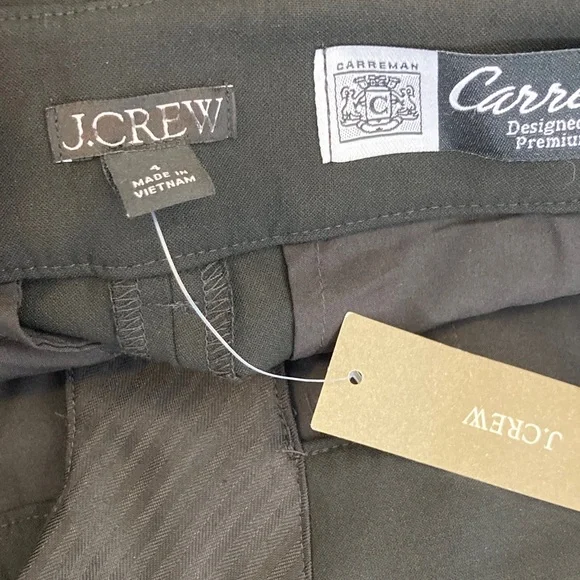 J.CREW
4
MADE IN
VIETNAM
CARREMAN
C
Carre
Designed
Premium
J.CREW